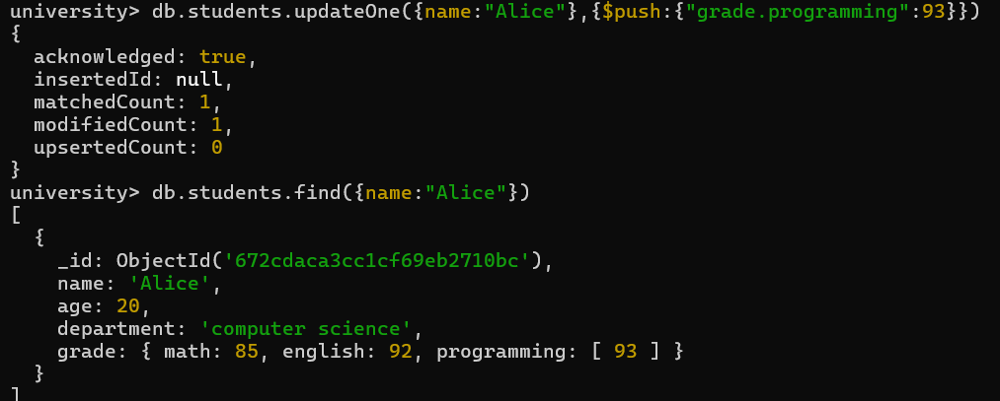 university> db.students.updateOne({name:"Alice"},{$push:{"grade.programming":93}})
{
  acknowledged: true,
  insertedId: null,
  matchedCount: 1,
  modifiedCount: 1,
  upsertedCount: 0
}
university> db.students.find({name:"Alice"})
[
  {
    _id: ObjectId('672cdaca3cc1cf69eb2710bc'),
    name: 'Alice',
    age: 20,
    department: 'computer science',
    grade: { math: 85, english: 92, programming: [ 93 ] }
  }
]